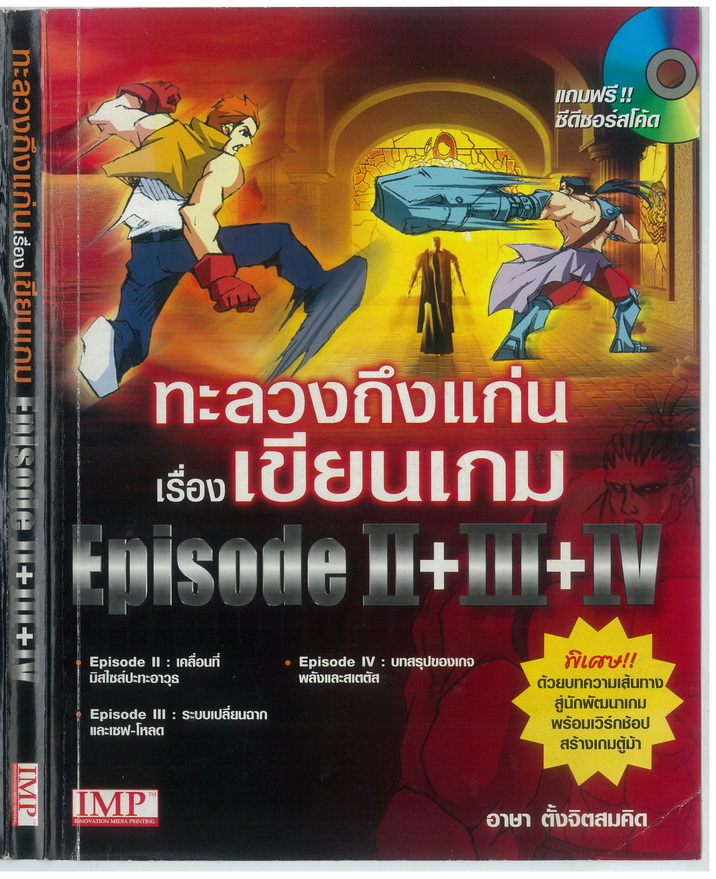 ทะลวงถึงแก่นเรื่องเขียนเกม Episode II+III+IV
IMP
แถมฟรี !!
ซีดีซอร์สโค้ด
ทะลวงถึงแก่น
เรื่อง เขียนเกม
Episode II+III+IV
• Episode II : เคลื่อนที่
มิสไซส์ปะทะอาวุธ
• Episode IV : บทสรุปของเกจ
พลังและสเตตัส
• Episode III : ระบบเปลี่ยนฉาก
และเซฟ-โหลด
พิเศษ!!
ด้วยบทความเส้นทาง
สู่นักพัฒนาเกม
พร้อมเวิร์กช้อป
สร้างเกมตู้ม้า
IMP™
INNOVATION MEDIA PRINTING
อาษา ตั้งจิตสมคิด